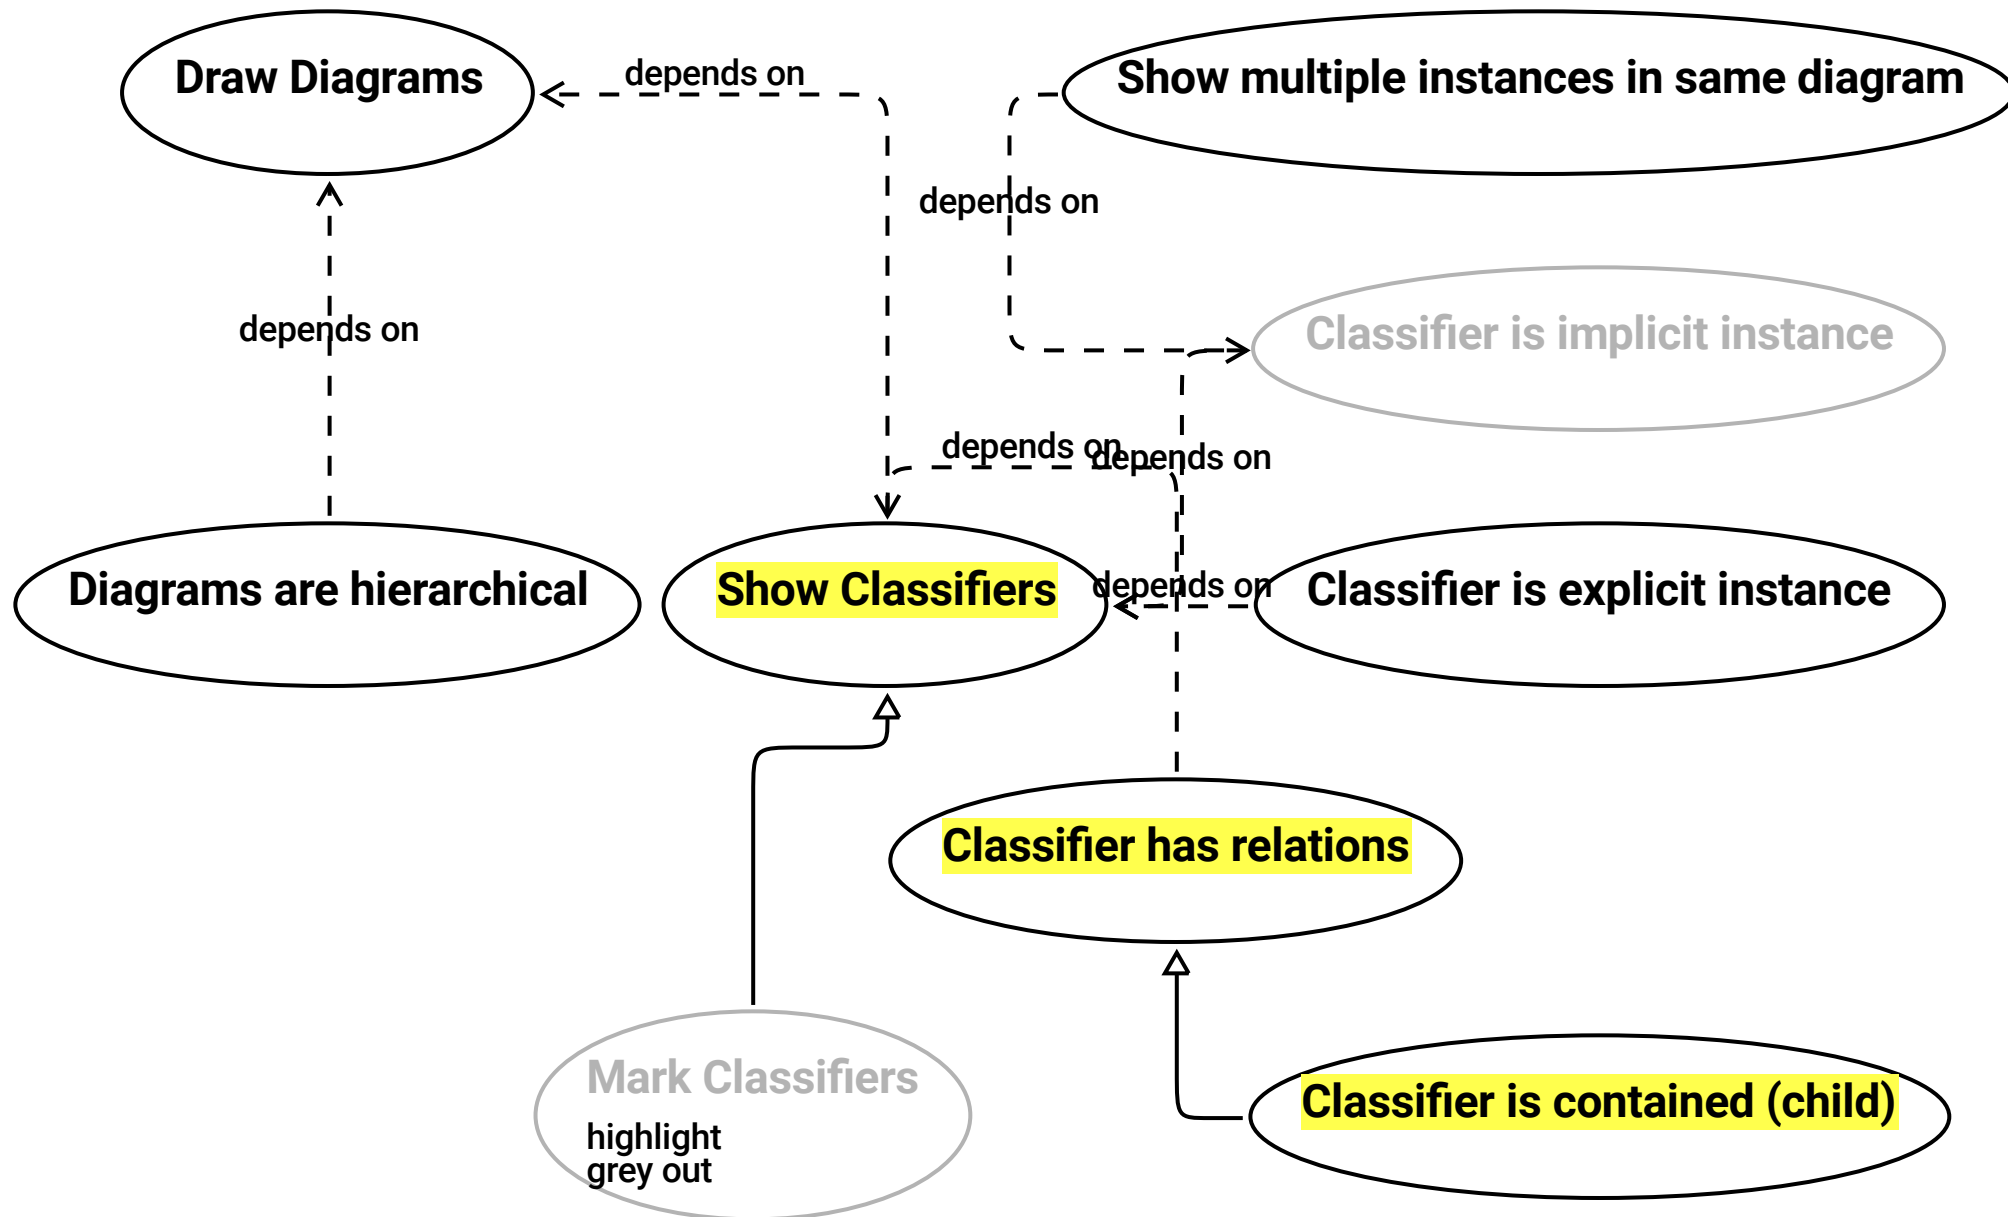 Draw Diagrams
depends on
Show multiple instances in same diagram
depends on
depends on
Classifier is implicit instance
depends on
depends on
Diagrams are hierarchical
Show Classifiers
depends on
Classifier is explicit instance
Classifier has relations
Mark Classifiers
highlight
grey out
Classifier is contained (child)